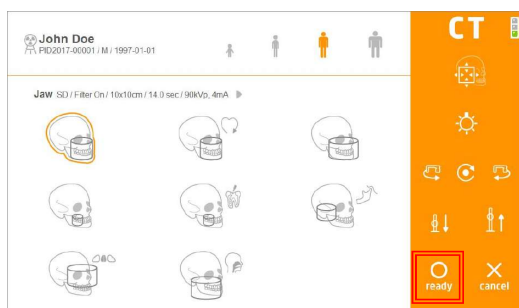 John Doe
PID2017-00001 / M / 1997-01-01
CT
Jaw SD / Filter On / 10x10cm / 14.0 sec / 90kVp, 4mA
ready
cancel